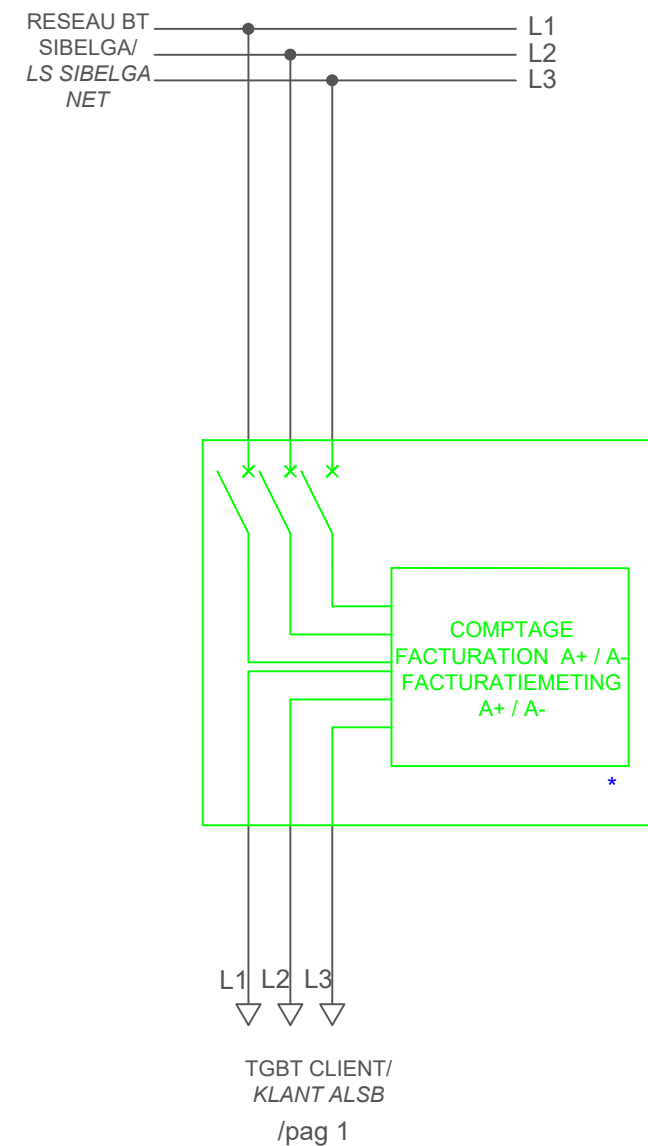 RESEAU BT
SIBELGA/
LS SIBELGA
NET
L1
L2
L3
COMPTAGE
FACTURATION A+ / A-
FACTURATIEMETING
A+ / A-
*
L1 L2 L3
TGBT CLIENT/
KLANT ALSB
/pag 1